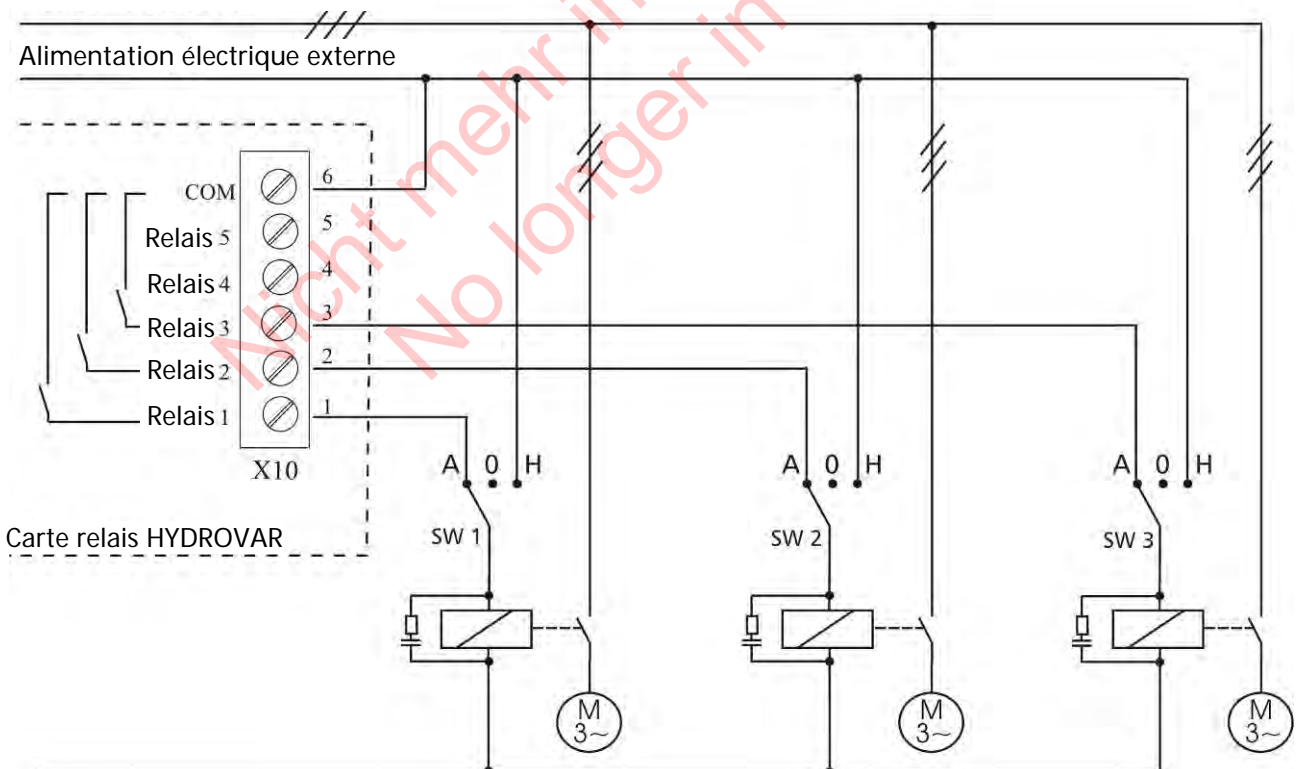 Alimentation électrique externe
COM 6
Relais 5 5
Relais 4 4
Relais 3 3
Relais 2 2
Relais 1 1
X10
A 0 H
A 0 H
A 0 H
SW 1
SW 2
SW 3
Carte relais HYDROVAR
M
3~
M
3~
M
3~
Nicht mehr in
No longer in